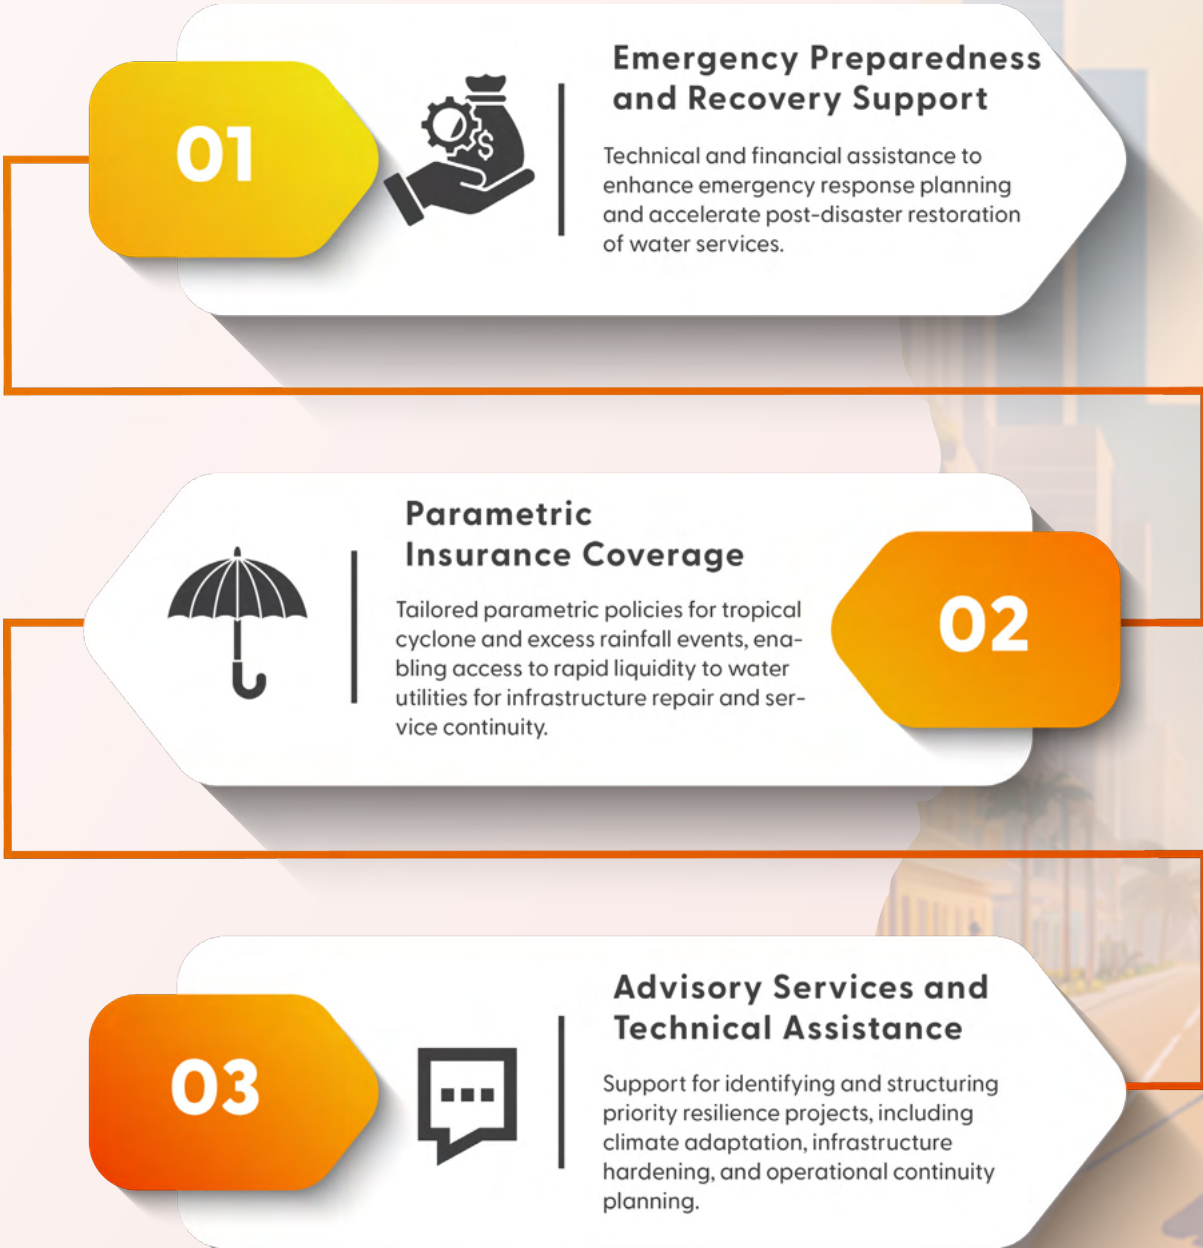 01
Emergency Preparedness
and Recovery Support
Technical and financial assistance to
enhance emergency response planning
and accelerate post-disaster restoration
of water services.
$
Parametric
Insurance Coverage
Tailored parametric policies for tropical
cyclone and excess rainfall events, ena-
bling access to rapid liquidity to water
utilities for infrastructure repair and ser-
vice continuity.
02
03
Advisory Services and
Technical Assistance
Support for identifying and structuring
priority resilience projects, including
climate adaptation, infrastructure
hardening, and operational continuity
planning.